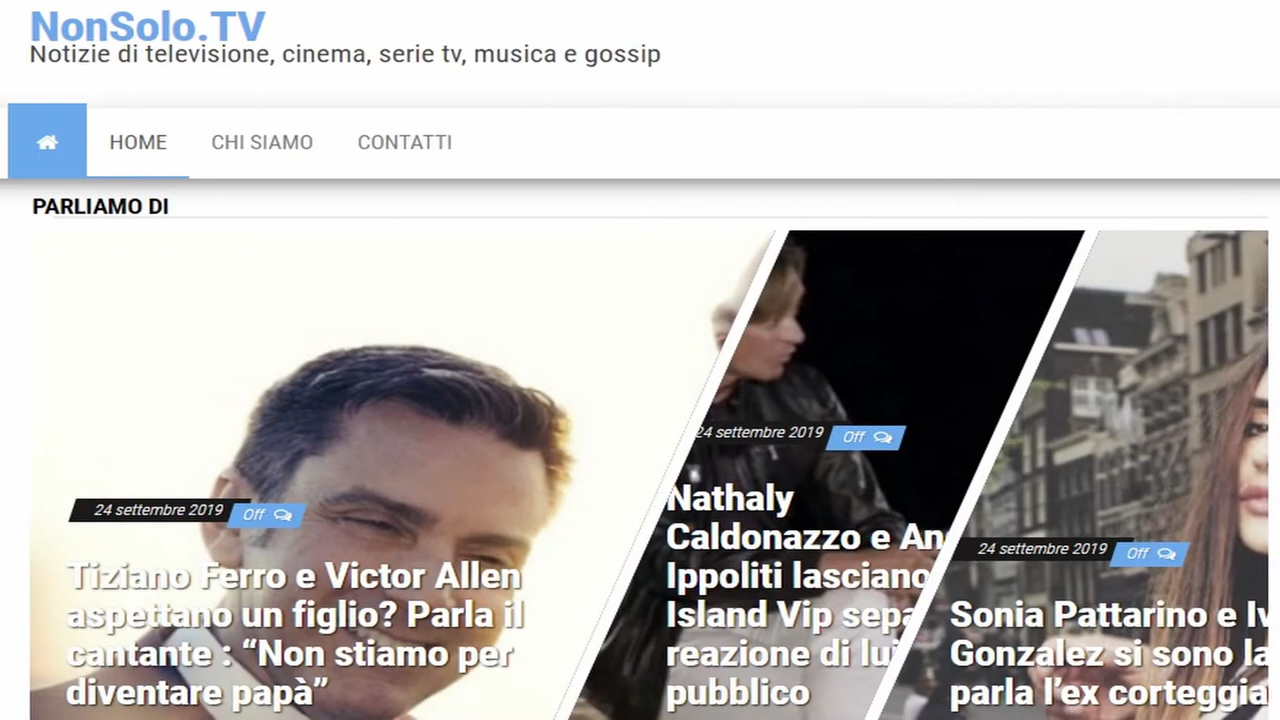 NonSolo.TV
Notizie di televisione, cinema, serie tv, musica e gossip
HOME
CHI SIAMO
CONTATTI
PARLIAMO DI
24 settembre 2019
Off
Tiziano Ferro e Victor Allen
aspettano un figlio? Parla il
cantante : “Non stiamo per
diventare papà”
24 settembre 2019
Off
Nathaly
Caldonazzo e
Ippoliti lasciano
Island Vip
reazione di
pubblico
24 settembre 2019
Off
Sonia Pattarino e
Gonzalez si sono
parla l’ex